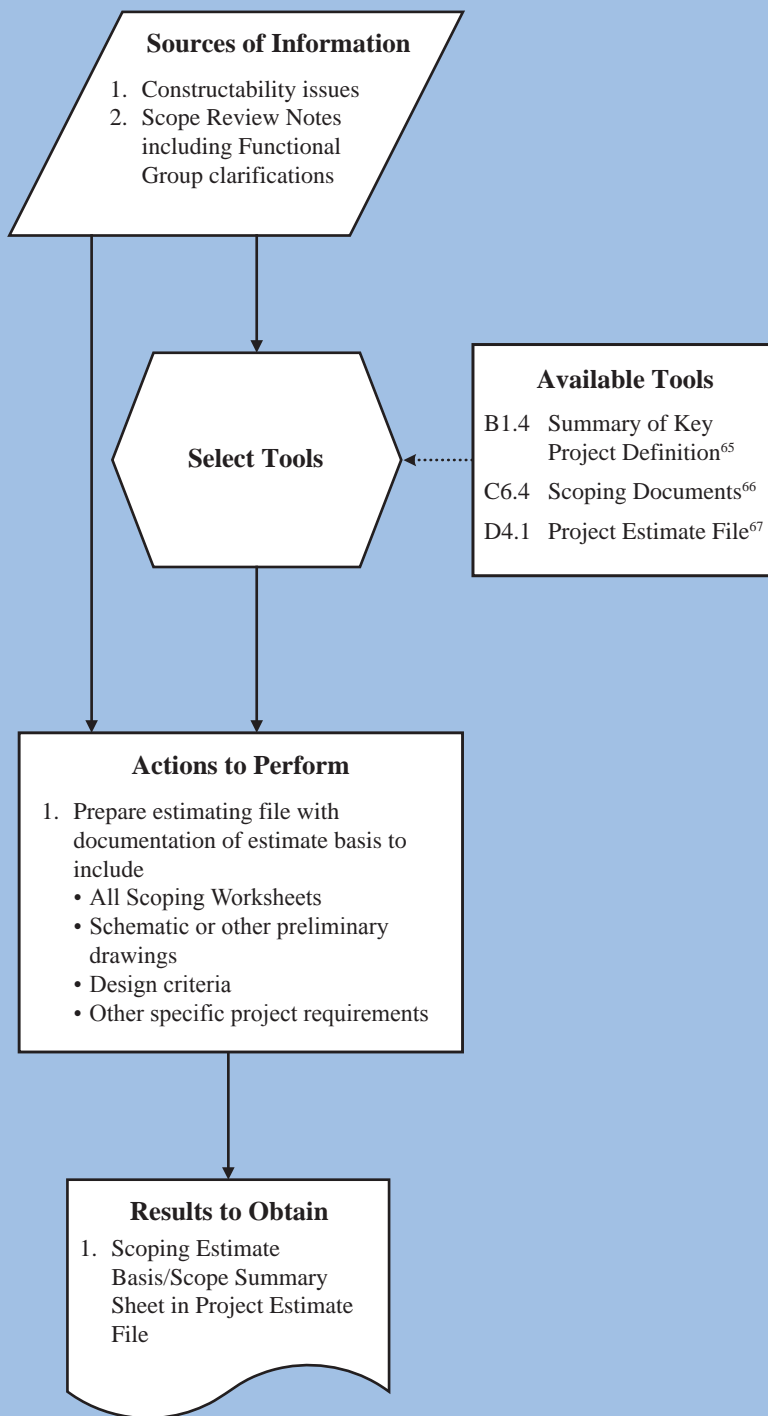 Sources of Information
1. Constructability issues
2. Scope Review Notes
including Functional
Group clarifications
Select Tools
Available Tools
B1.4 Summary of Key
Project Definition⁶⁵
C6.4 Scoping Documents⁶⁶
D4.1 Project Estimate File⁶⁷
Actions to Perform
1. Prepare estimating file with
documentation of estimate basis to
include
• All Scoping Worksheets
• Schematic or other preliminary
drawings
• Design criteria
• Other specific project requirements
Results to Obtain
1. Scoping Estimate
Basis/Scope Summary
Sheet in Project Estimate
File